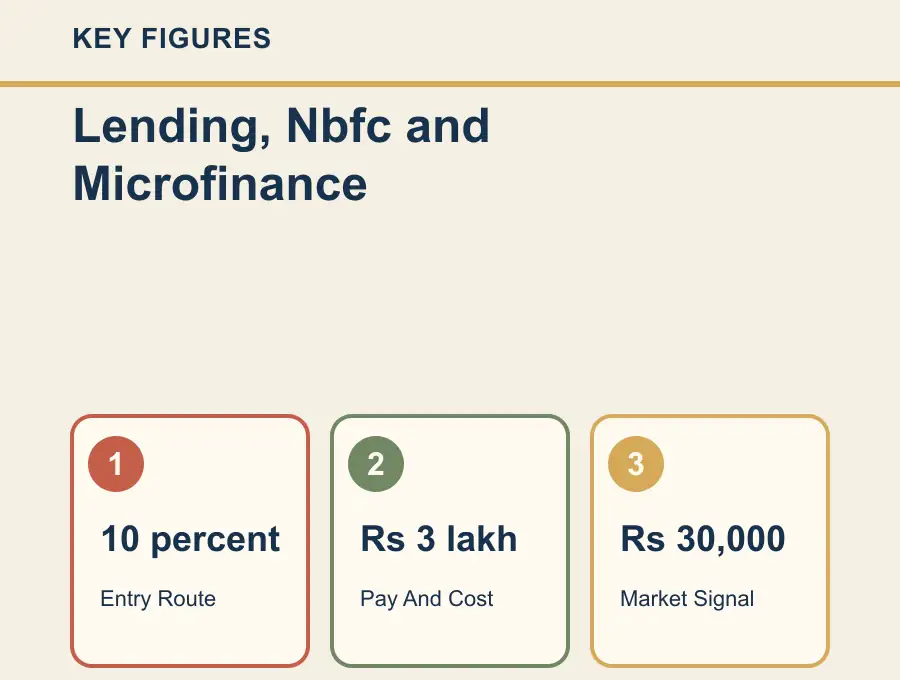 KEY FIGURES
Lending, Nbfc and
Microfinance
1
10 percent
Entry Route
2
Rs 3 lakh
Pay And Cost
3
Rs 30,000
Market Signal